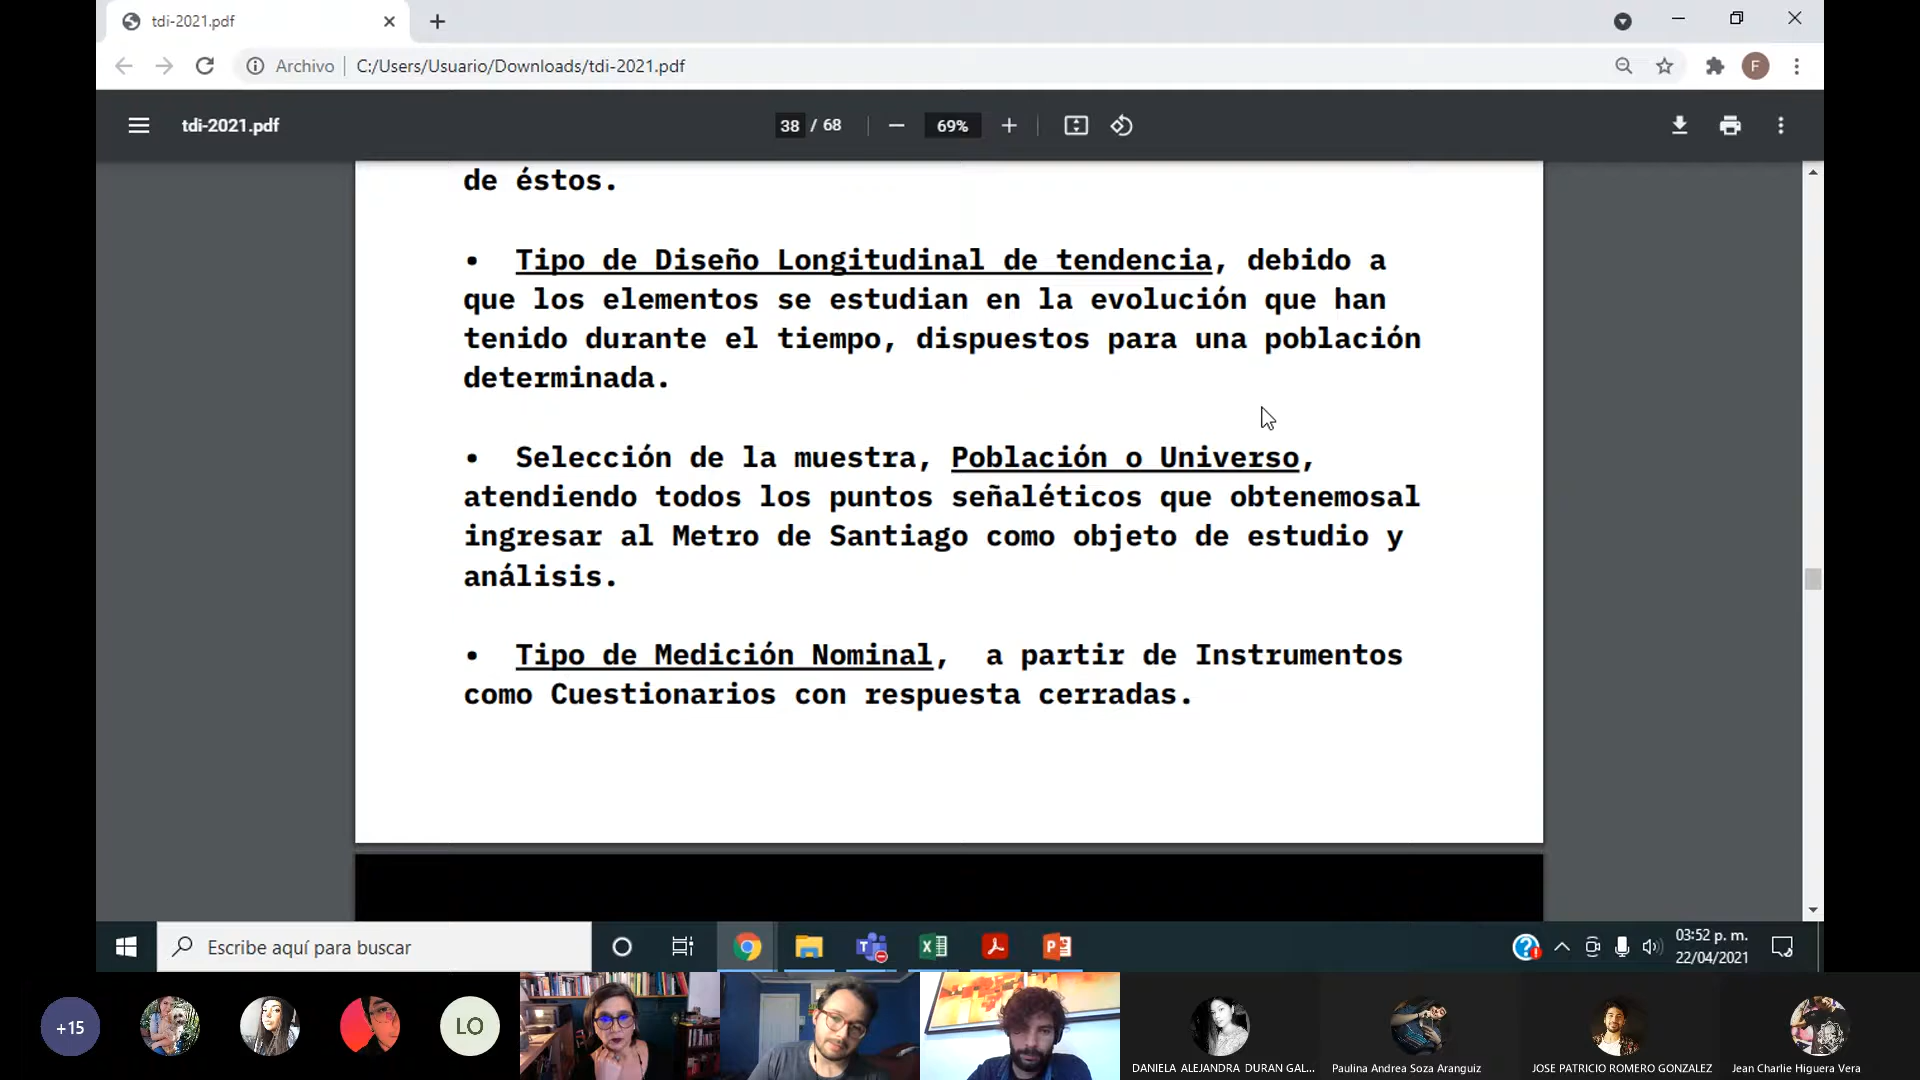 tdi-2021.pdf
Archivo
C:/Users/Usuario/Downloads/tdi-2021.pdf
F
tdi-2021.pdf
38 / 68
69%
de éstos.
• Tipo de Diseño Longitudinal de tendencia, debido a
que los elementos se estudian en la evolución que han
tenido durante el tiempo, dispuestos para una población
determinada.
• Selección de la muestra, Población o Universo,
atendiendo todos los puntos señaléticos que obtenemosal
ingresar al Metro de Santiago como objeto de estudio y
análisis.
• Tipo de Medición Nominal, a partir de Instrumentos
como Cuestionarios con respuesta cerradas.
Escribe aquí para buscar
03:52 p. m.
22/04/2021
+15
LO
DANIELA ALEJANDRA DURAN GAL...
Paulina Andrea Soza Aranguiz
JOSE PATRICIO ROMERO GONZALEZ
Jean Charlie Higuera Vera